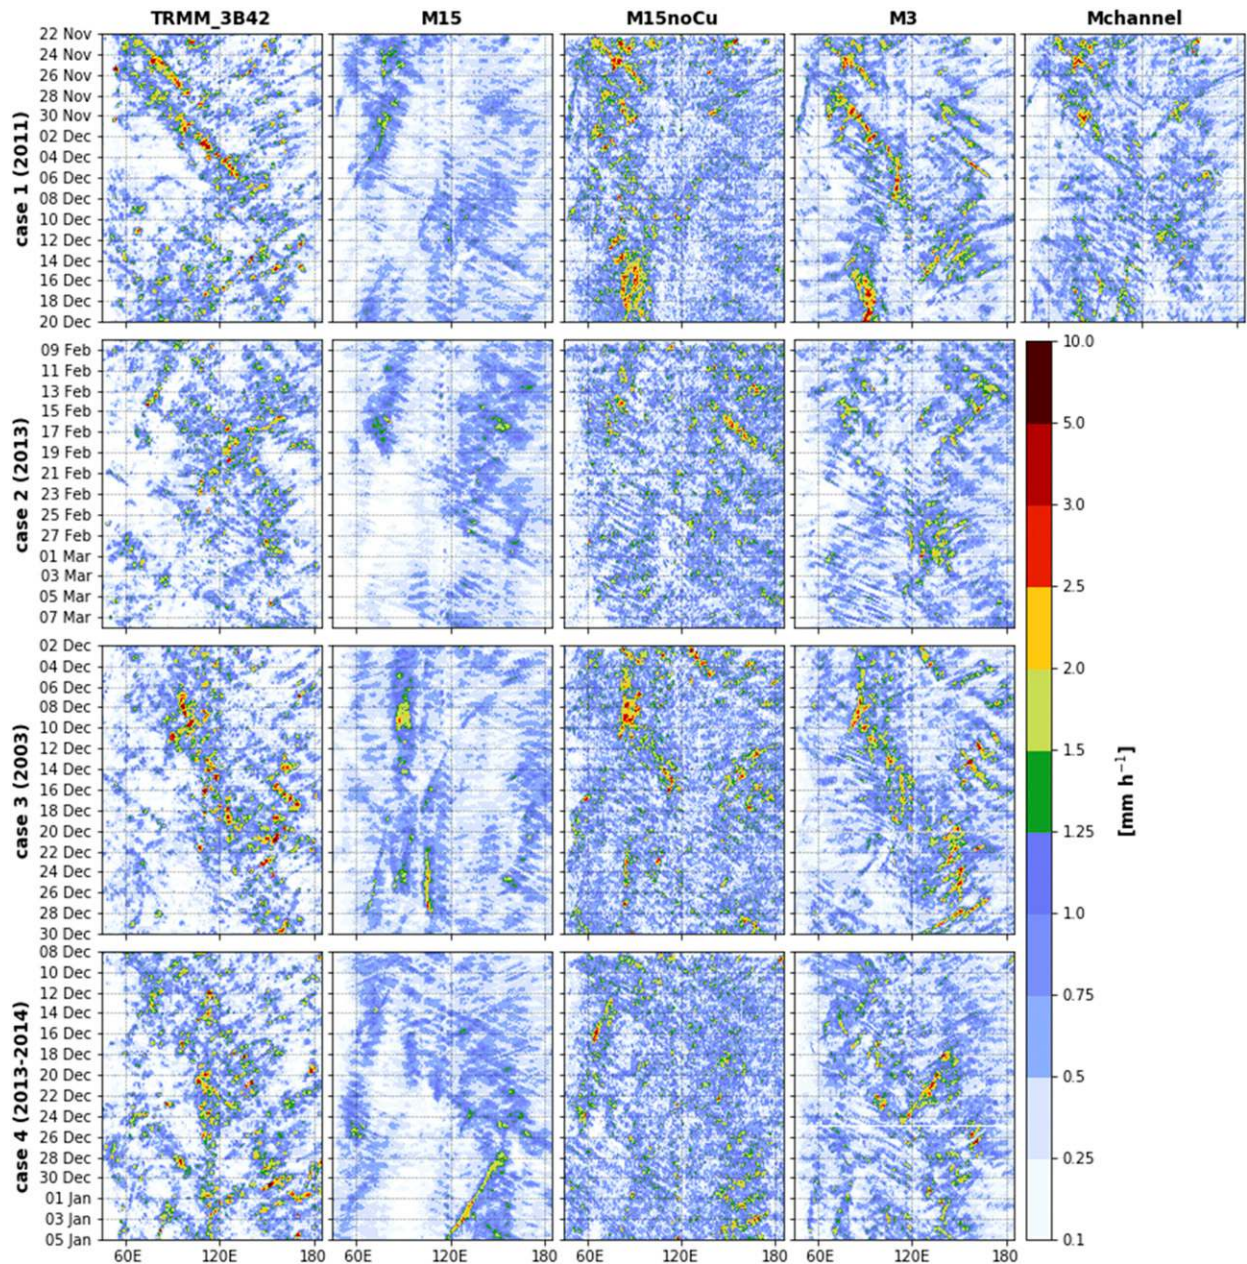 TRMM_3B42 M15 M15noCu M3 Mchannel
case 1 (2011)
22 Nov
24 Nov
26 Nov
28 Nov
30 Nov
02 Dec
04 Dec
06 Dec
08 Dec
10 Dec
12 Dec
14 Dec
16 Dec
18 Dec
20 Dec
case 2 (2013)
09 Feb
11 Feb
13 Feb
15 Feb
17 Feb
19 Feb
21 Feb
23 Feb
25 Feb
27 Feb
01 Mar
03 Mar
05 Mar
07 Mar
case 3 (2003)
02 Dec
04 Dec
06 Dec
08 Dec
10 Dec
12 Dec
14 Dec
16 Dec
18 Dec
20 Dec
22 Dec
24 Dec
26 Dec
28 Dec
30 Dec
case 4 (2013-2014)
08 Dec
10 Dec
12 Dec
14 Dec
16 Dec
18 Dec
20 Dec
22 Dec
24 Dec
26 Dec
28 Dec
30 Dec
01 Jan
03 Jan
05 Jan
60E 120E 180 60E 120E 180 60E 120E 180 60E 120E 180
10.0
5.0
3.0
2.5
2.0
1.5
1.25
1.0
0.75
0.5
0.25
0.1
[mm h⁻¹]